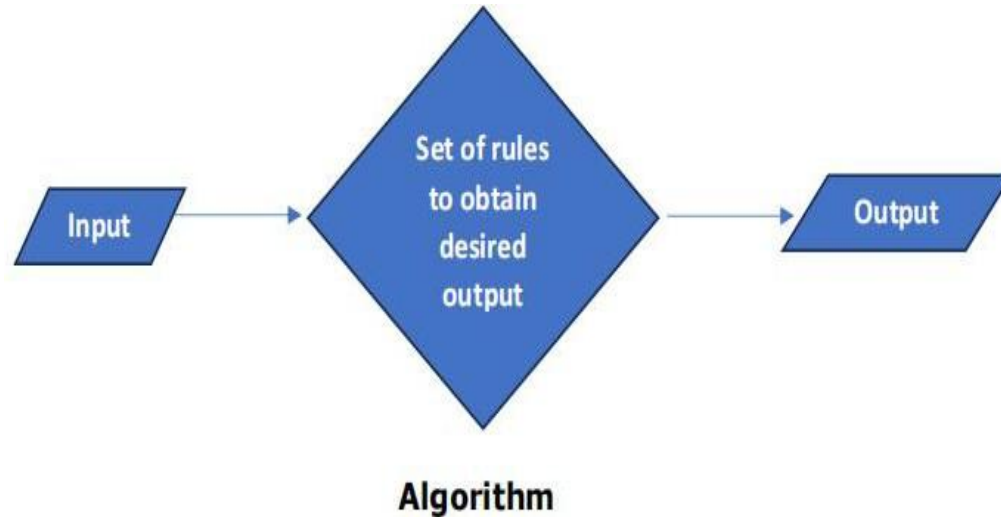 Input
Set of rules
to obtain
desired
output
Output
Algorithm